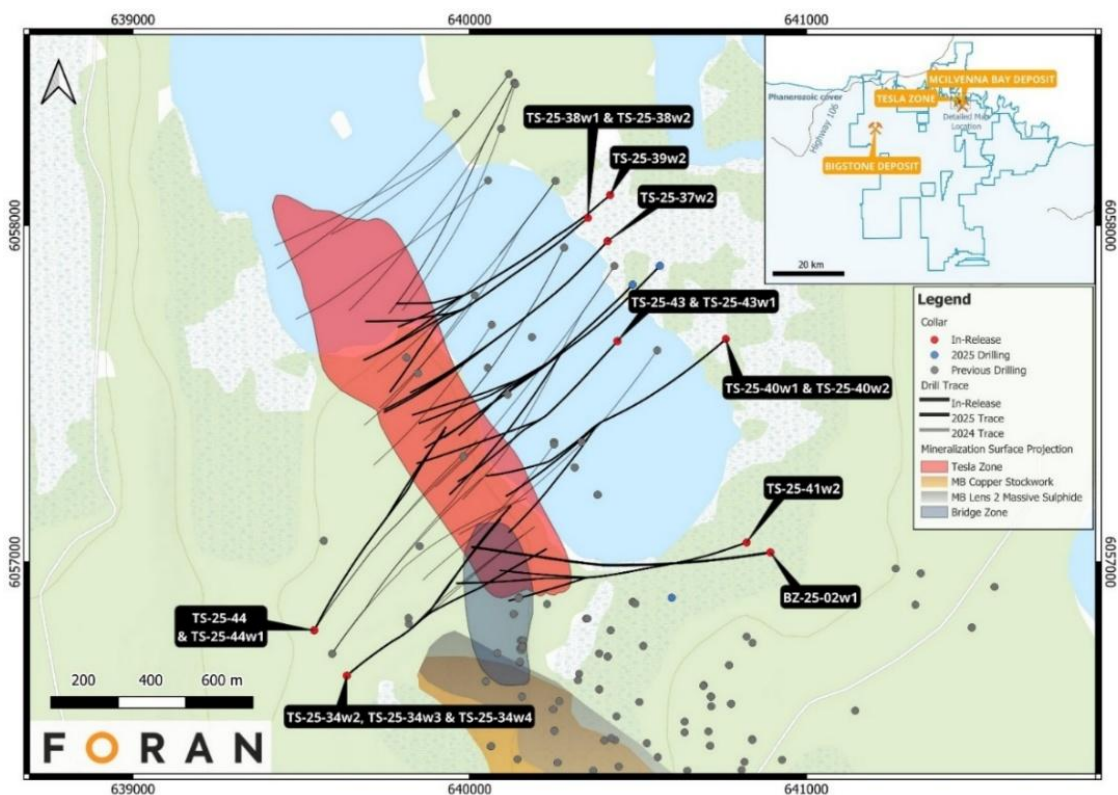 639000
640000
641000
MCILVENNA BAY DEPOSIT
Phanerozoic cover
TESLA ZONE
Detailed Map
Location
Highway 106
BIGSTONE DEPOSIT
20 km
TS-25-38w1 & TS-25-38w2
TS-25-39w2
TS-25-37w2
6058000
6058000
TS-25-43 & TS-25-43w1
TS-25-40w1 & TS-25-40w2
Legend
Collar
In-Release
2025 Drilling
Previous Drilling
Drill Trace
In-Release
2025 Trace
2024 Trace
Mineralization Surface Projection
Tesla Zone
MB Copper Stockwork
MB Lens 2 Massive Sulphide
Bridge Zone
TS-25-41w2
6057000
6057000
BZ-25-02w1
TS-25-44
& TS-25-44w1
200 400 600 m
TS-25-34w2, TS-25-34w3 & TS-25-34w4
FORAN
639000
640000
641000